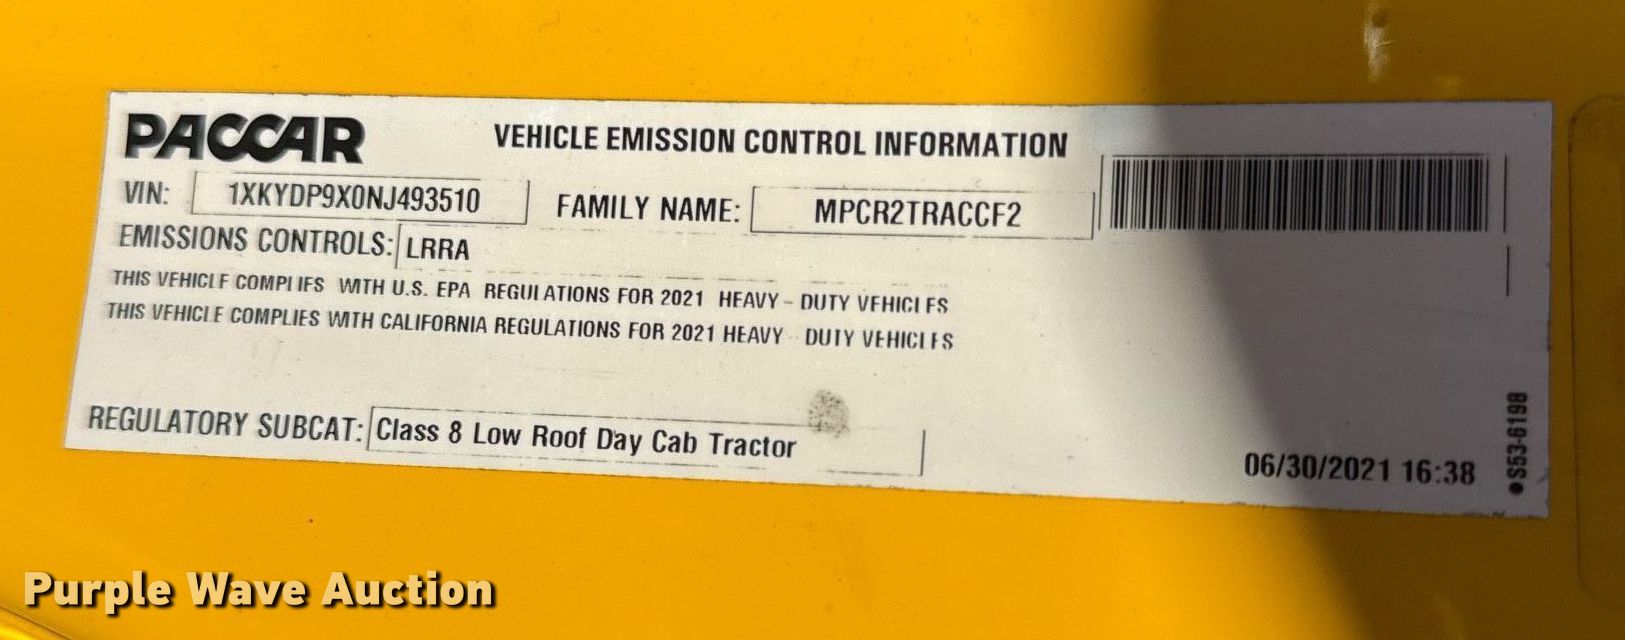 PACCAR
VEHICLE EMISSION CONTROL INFORMATION
VIN: 1XKYDP9X0NJ493510 FAMILY NAME: MPCR2TRACCF2
EMISSIONS CONTROLS: LRRA
THIS VEHICLE COMPLIES WITH U.S. EPA REGULATIONS FOR 2021 HEAVY - DUTY VEHICLES
THIS VEHICLE COMPLIES WITH CALIFORNIA REGULATIONS FOR 2021 HEAVY - DUTY VEHICLES
REGULATORY SUBCAT: Class 8 Low Roof Day Cab Tractor
06/30/2021 16:38
●S53-6198
Purple Wave Auction